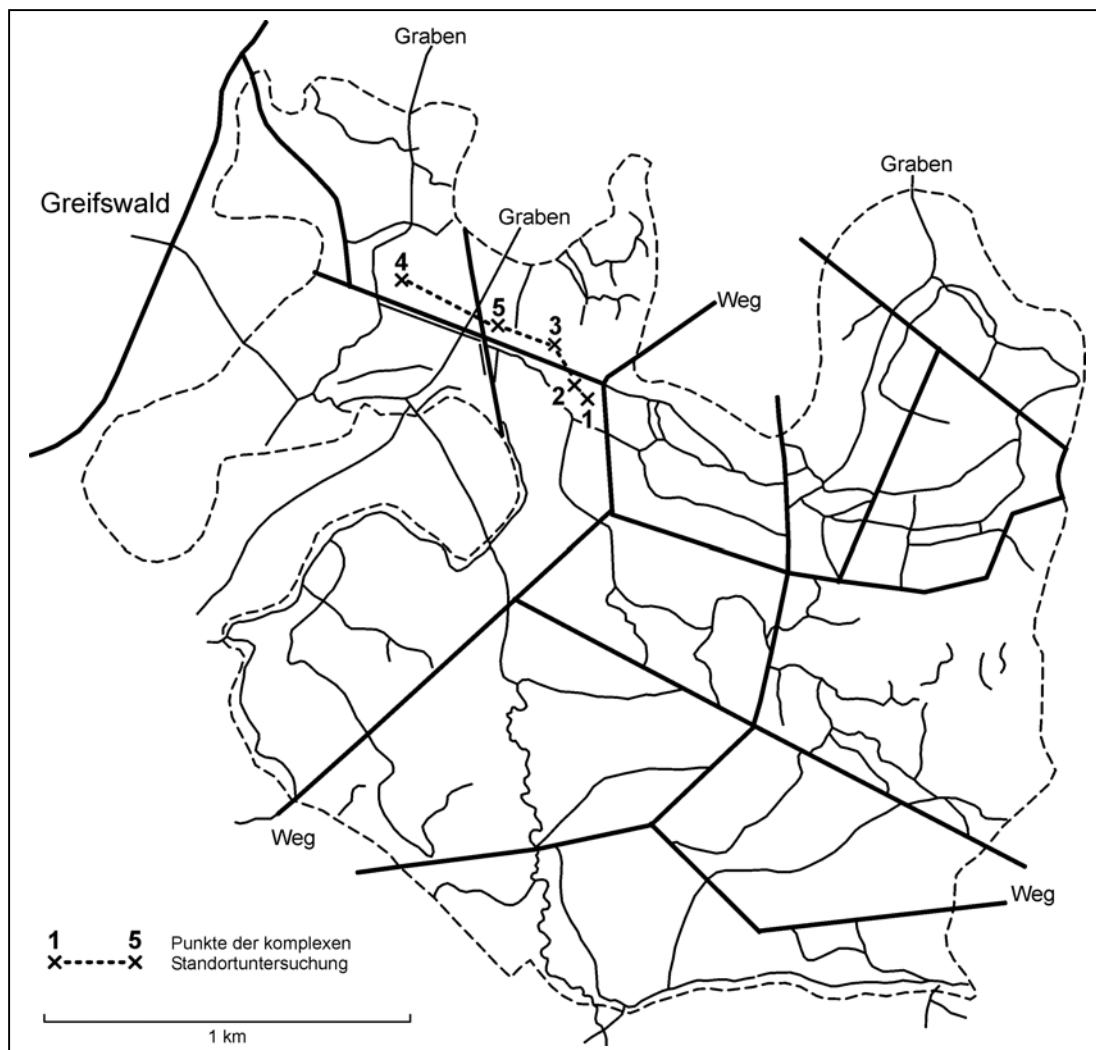 Graben
Graben
Greifswald
Graben
4
5
3
Weg
2
1
Weg
Weg
1 5
Punkte der komplexen
Standortuntersuchung
1 km